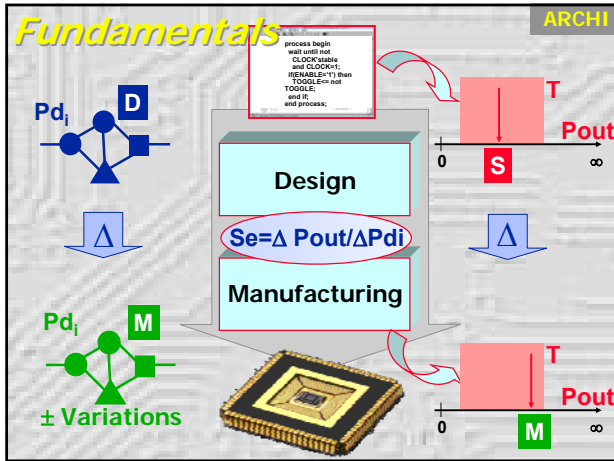 Fundamentals
ARCHI
process begin
wait until not
CLOCK'stable
and CLOCK=1;
if(ENABLE='1') then
TOGGLE<= not
TOGGLE;
end if;
end process;
Pdi
D
T
Pout
0
S
∞
Design
Δ
Se=Δ Pout/ΔPdi
Δ
Manufacturing
Pdi
M
± Variations
T
Pout
0
M
∞